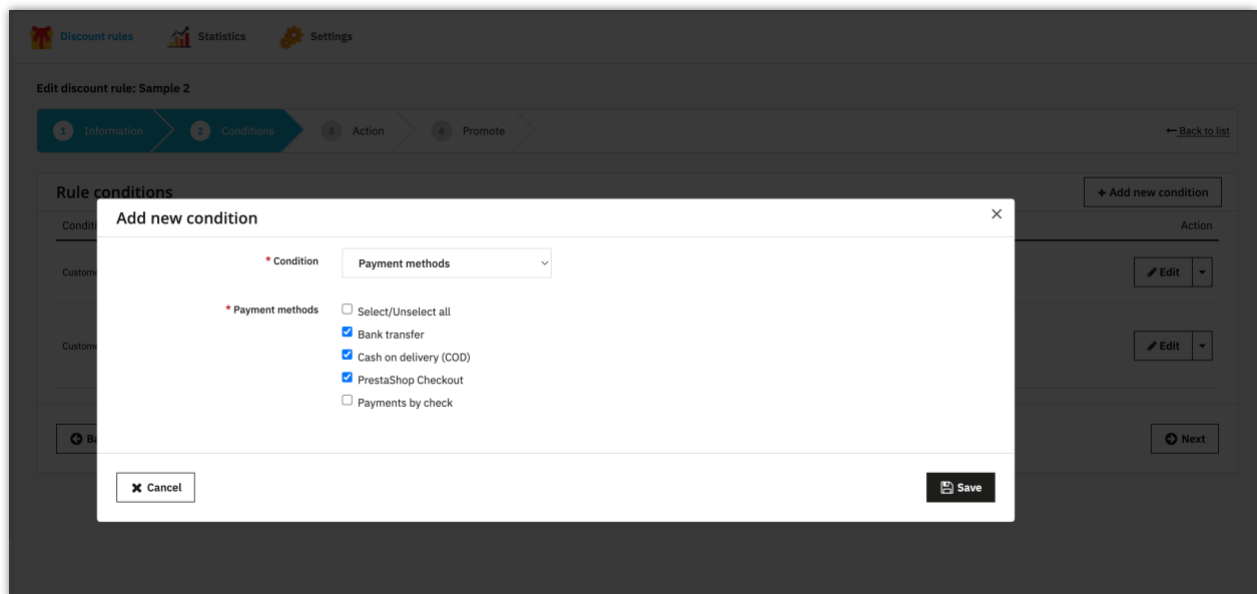 Discount rules Statistics Settings
Edit discount rule: Sample 2
1 Information 2 Conditions 3 Action 4 Promote Back to list
Rule conditions + Add new condition
Action
Edit
Edit
Next
Add new condition ×
* Condition Payment methods
* Payment methods Select/Unselect all
Bank transfer
Cash on delivery (COD)
PrestaShop Checkout
Payments by check
Cancel Save